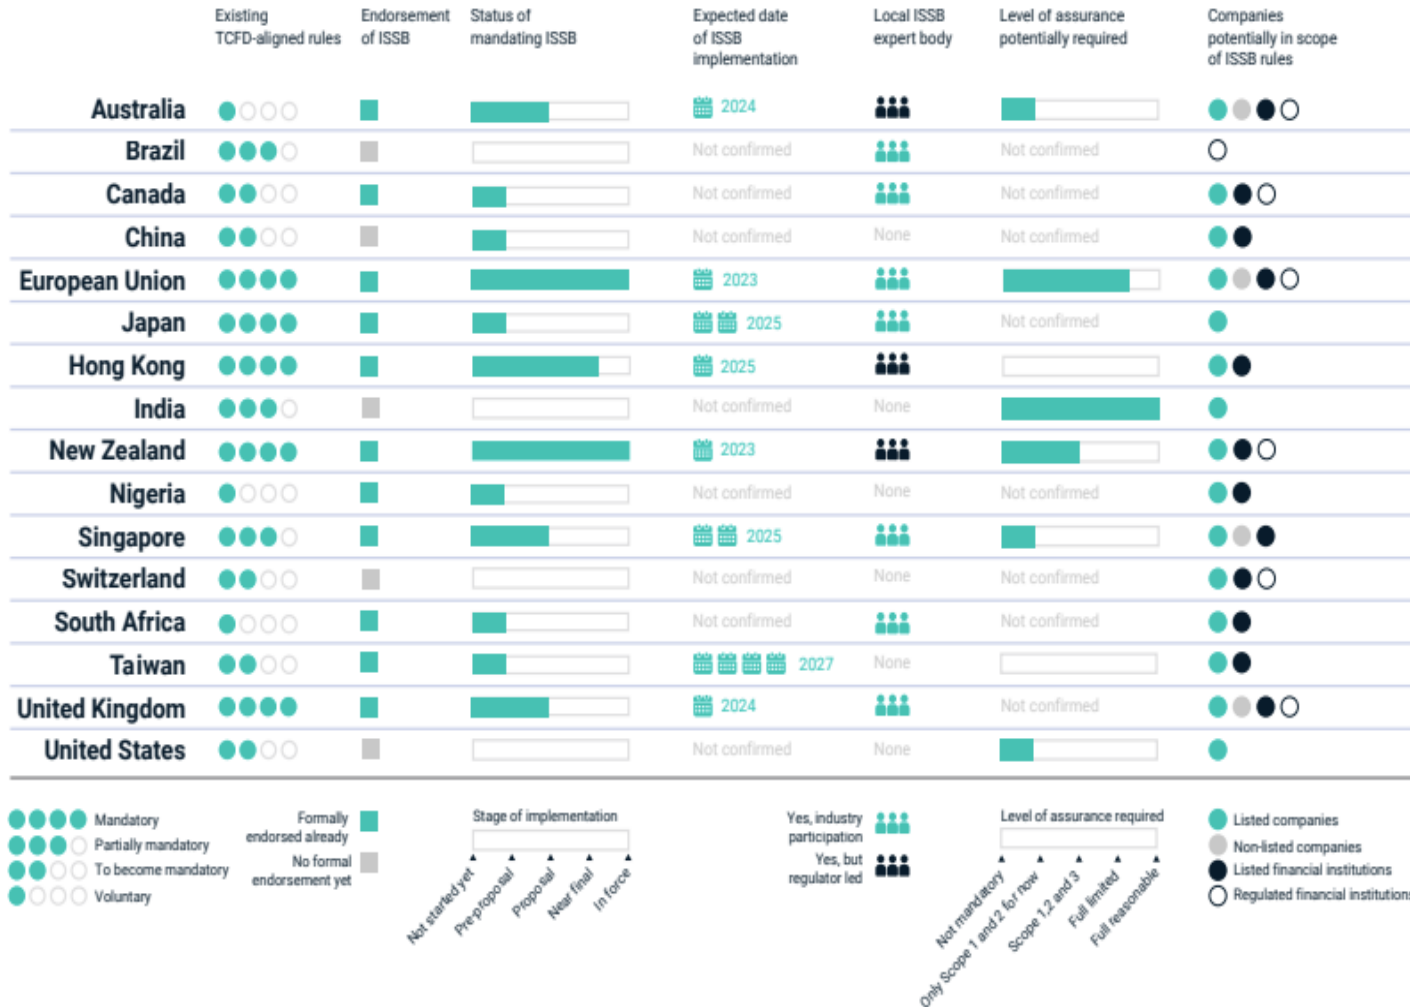 Existing
TCFD-aligned rules
Endorsement
of ISSB
Status of
mandating ISSB
Expected date
of ISSB
implementation
Local ISSB
expert body
Level of assurance
potentially required
Companies
potentially in scope
of ISSB rules
Australia 2024
Brazil Not confirmed Not confirmed
Canada Not confirmed Not confirmed
China Not confirmed None Not confirmed
European Union 2023
Japan 2025 Not confirmed
Hong Kong 2025
India Not confirmed None
New Zealand 2023
Nigeria Not confirmed None Not confirmed
Singapore 2025
Switzerland Not confirmed None Not confirmed
South Africa Not confirmed Not confirmed
Taiwan 2027 None
United Kingdom 2024 Not confirmed
United States Not confirmed None
Mandatory
Partially mandatory
To become mandatory
Voluntary
Formally
endorsed already
No formal
endorsement yet
Stage of implementation
Not started yet
Pre-proposal
Proposal
Near final
In force
Yes, industry
participation
Yes, but
regulator led
Level of assurance required
Not mandatory
Only Scope 1 and 2 for now
Scope 1,2 and 3
Full limited
Full reasonable
Listed companies
Non-listed companies
Listed financial institutions
Regulated financial institutions